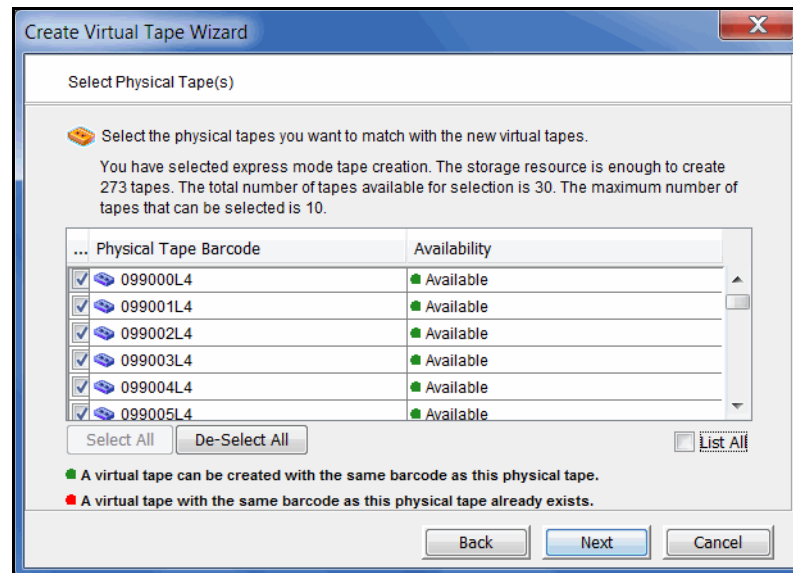 Create Virtual Tape Wizard
X
Select Physical Tape(s)
Select the physical tapes you want to match with the new virtual tapes.
You have selected express mode tape creation. The storage resource is enough to create
273 tapes. The total number of tapes available for selection is 30. The maximum number of
tapes that can be selected is 10.
... Physical Tape Barcode Availability
099000L4 Available
099001L4 Available
099002L4 Available
099003L4 Available
099004L4 Available
099005L4 Available
Select All De-Select All List All
A virtual tape can be created with the same barcode as this physical tape.
A virtual tape with the same barcode as this physical tape already exists.
Back Next Cancel